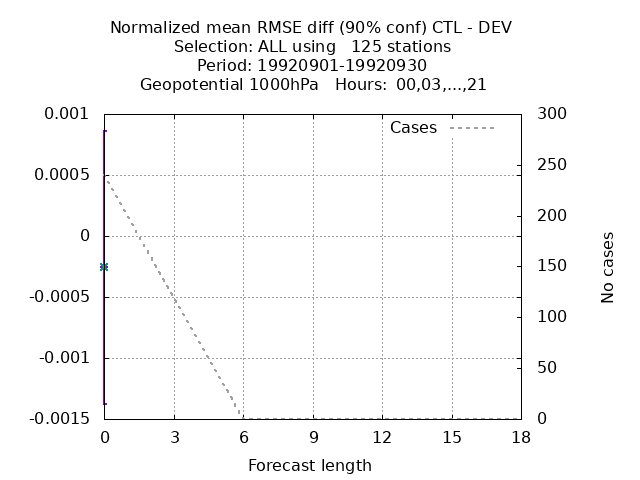 Normalized mean RMSE diff (90% conf) CTL - DEV
Selection: ALL using 125 stations
Period: 19920901-19920930
Geopotential 1000hPa Hours: 00,03,...,21
0.001 300
Cases
250
0.0005
200
0
150
-0.0005
100
-0.001
50
-0.0015 0
No cases
0 3 6 9 12 15 18
Forecast length